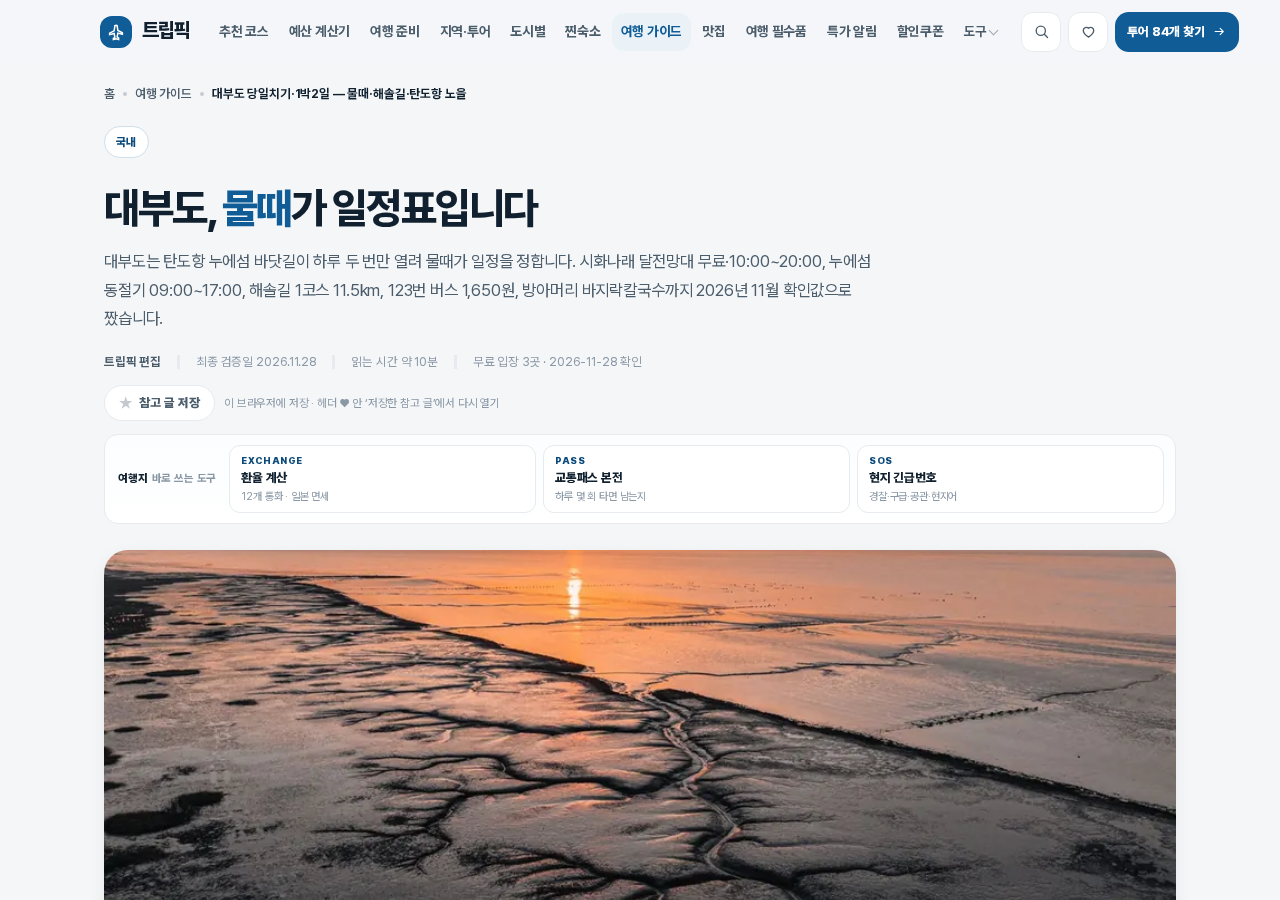 트립픽
추천 코스 예산 계산기 여행 준비 지역·투어 도시별 찐숙소 여행 가이드 맛집 여행 필수품 특가 알림 할인쿠폰 도구
투어 84개 찾기 →
홈 • 여행 가이드 • 대부도 당일치기·1박2일 — 물때·해솔길·탄도항 노을
국내
대부도, 물때가 일정표입니다
대부도는 탄도항 누에섬 바닷길이 하루 두 번만 열려 물때가 일정을 정합니다. 시화나래 달전망대 무료·10:00~20:00, 누에섬
동절기 09:00~17:00, 해솔길 1코스 11.5km, 123번 버스 1,650원, 방아머리 바지락칼국수까지 2026년 11월 확인값으로
짰습니다.
트립픽 편집 | 최종 검증일 2026.11.28 | 읽는 시간 약 10분 | 무료 입장 3곳 · 2026-11-28 확인
★ 참고 글 저장 이 브라우저에 저장 · 헤더 ♥ 안 '저장한 참고 글'에서 다시 열기
여행지 바로 쓰는 도구
EXCHANGE
환율 계산
12개 통화 · 일본 면세
PASS
교통패스 본전
하루 몇 회 타면 남는지
SOS
현지 긴급번호
경찰·구급·공관·현지어